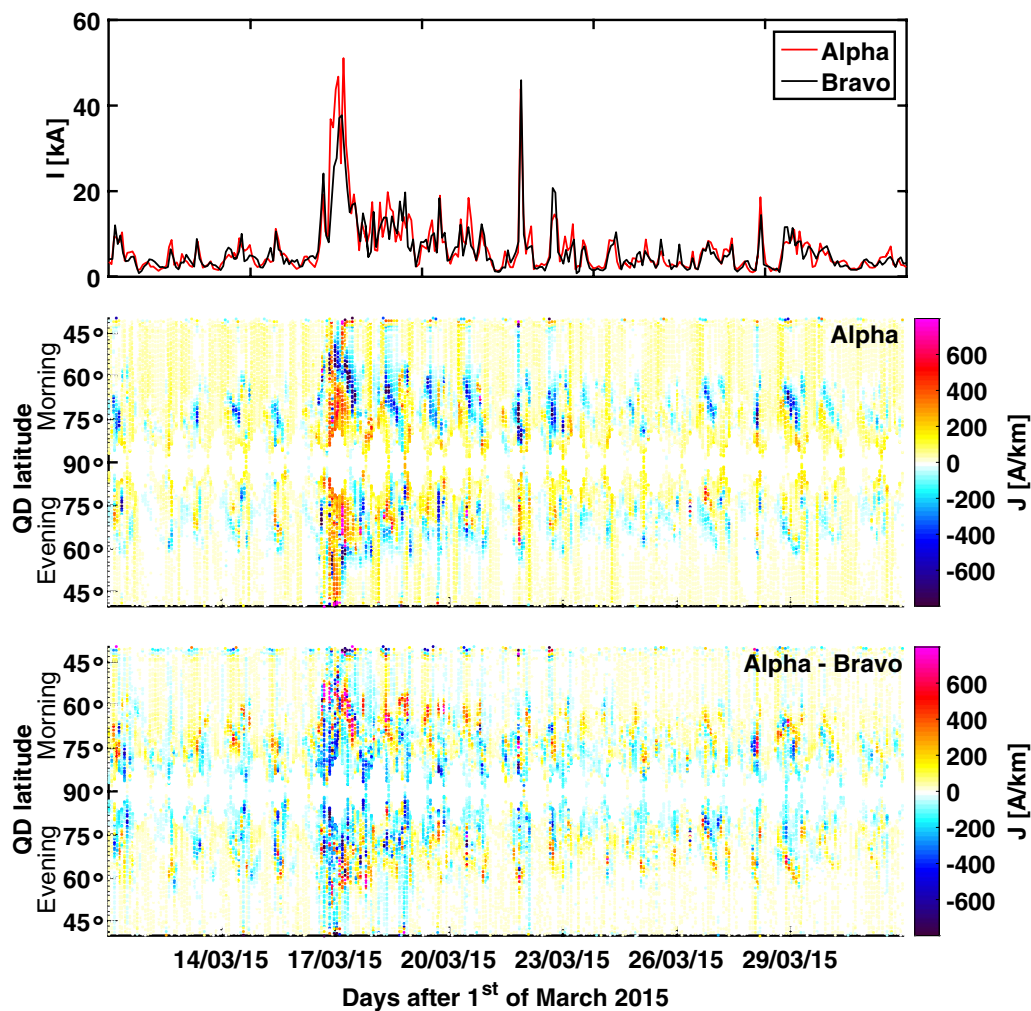 60
40
20
0
I [kA]
Alpha
Bravo
Alpha
45°
60°
75°
90°
75°
60°
45°
Morning
Evening
QD latitude
600
400
200
0
-200
-400
-600
J [A/km]
Alpha - Bravo
45°
60°
75°
90°
75°
60°
45°
Morning
Evening
QD latitude
600
400
200
0
-200
-400
-600
J [A/km]
14/03/15 17/03/15 20/03/15 23/03/15 26/03/15 29/03/15
Days after 1st of March 2015